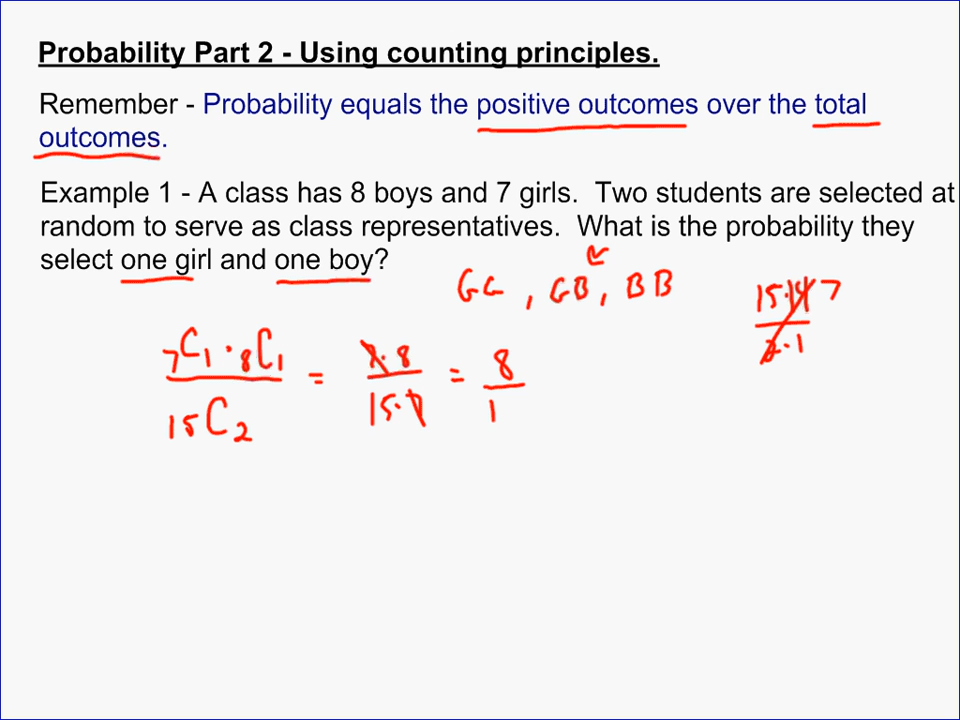 Probability Part 2 - Using counting principles.
Remember - Probability equals the positive outcomes over the total
outcomes.
Example 1 - A class has 8 boys and 7 girls. Two students are selected at
random to serve as class representatives. What is the probability they
select one girl and one boy?
GG, GB, BB
15·14 7
2·1
7C1 · 8C1
15C2
=
7·8
15·7
=
8
1